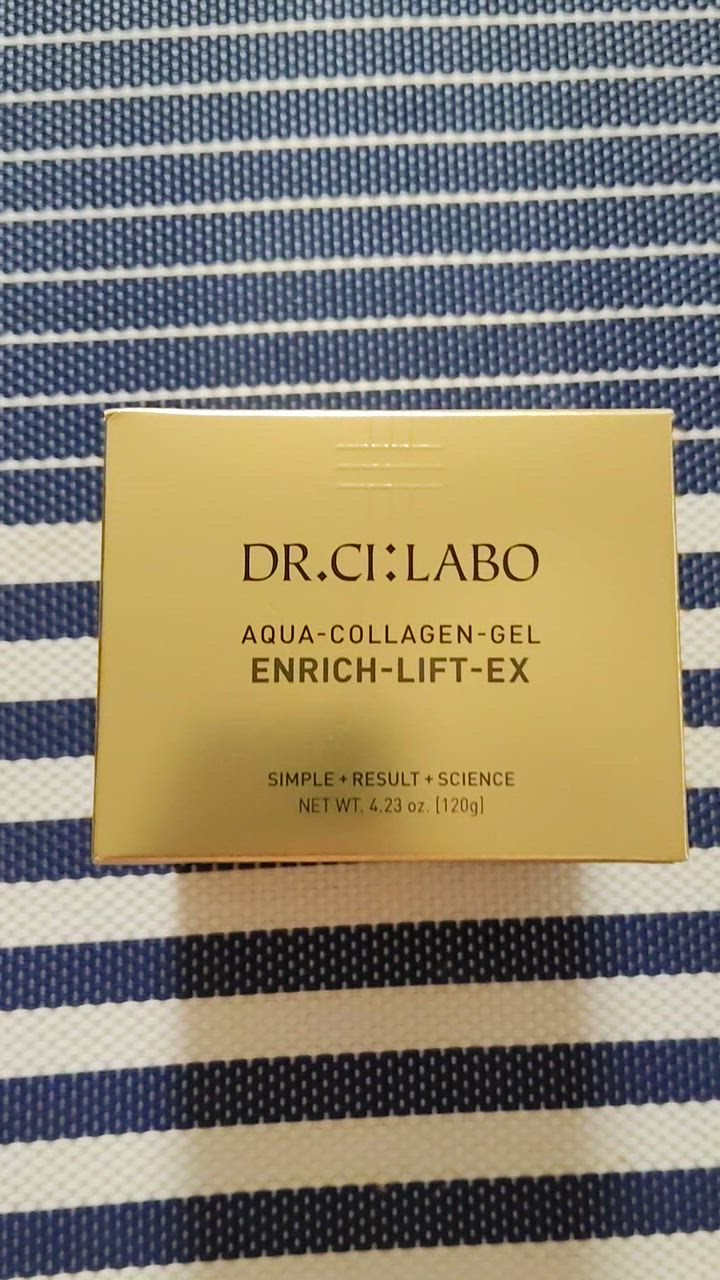 DR.CI:LABO
AQUA-COLLAGEN-GEL
ENRICH-LIFT-EX
SIMPLE + RESULT + SCIENCE
NET WT. 4.23 oz. [120g]